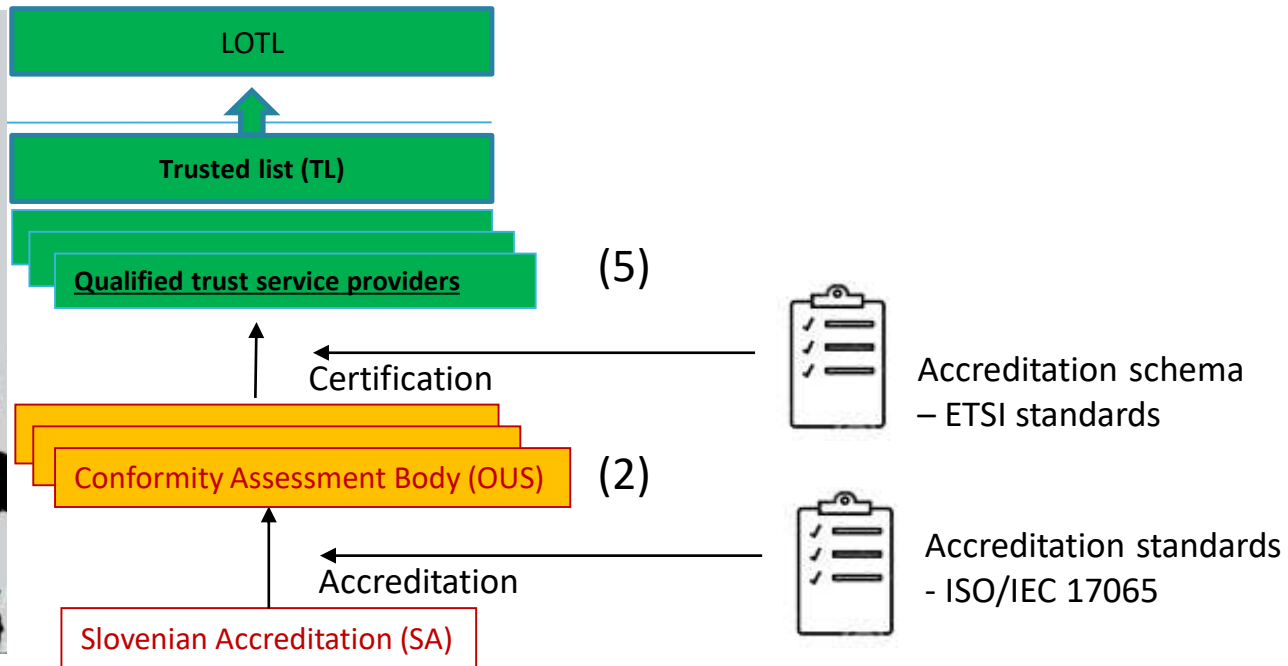 LOTL
Trusted list (TL)
Qualified trust service providers
(5)
Certification
Accreditation schema
– ETSI standards
Conformity Assessment Body (OUS)
(2)
Accreditation
Accreditation standards
- ISO/IEC 17065
Slovenian Accreditation (SA)